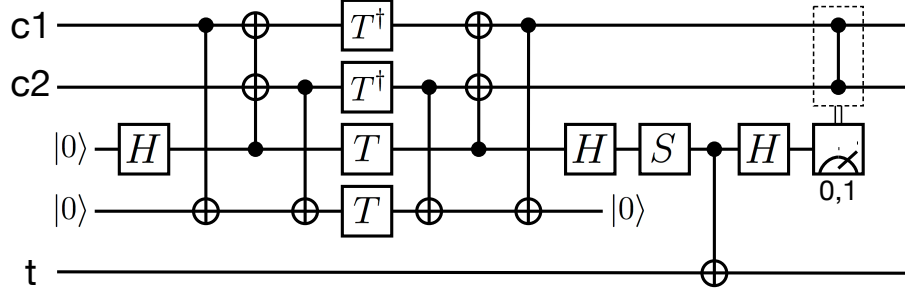 c1 T†
c2 T†
|0⟩ H T H S H
0,1
|0⟩ T |0⟩
t